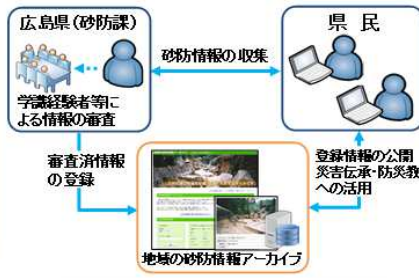 広島県（砂防課）
県 民
砂防情報の収集
学識経験者等に
よる情報の審査
審査済情報
の登録
登録情報の公開
災害伝承・防災教
への活用
地域の砂防情報アーカイブ